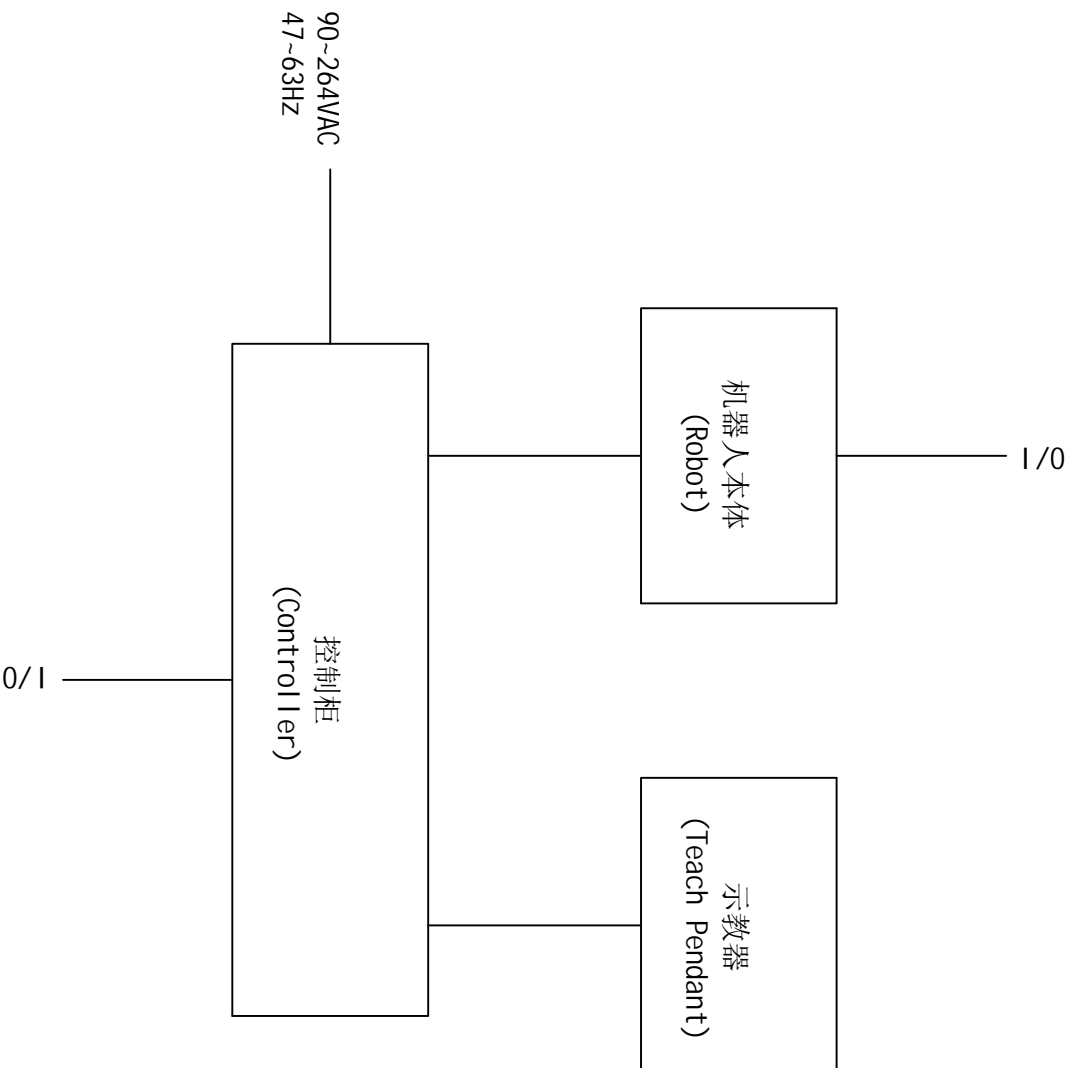 90~264VAC
47~63Hz
机器人本体
(Robot)
I/O
控制柜
(Controller)
I/O
示教器
(Teach Pendant)